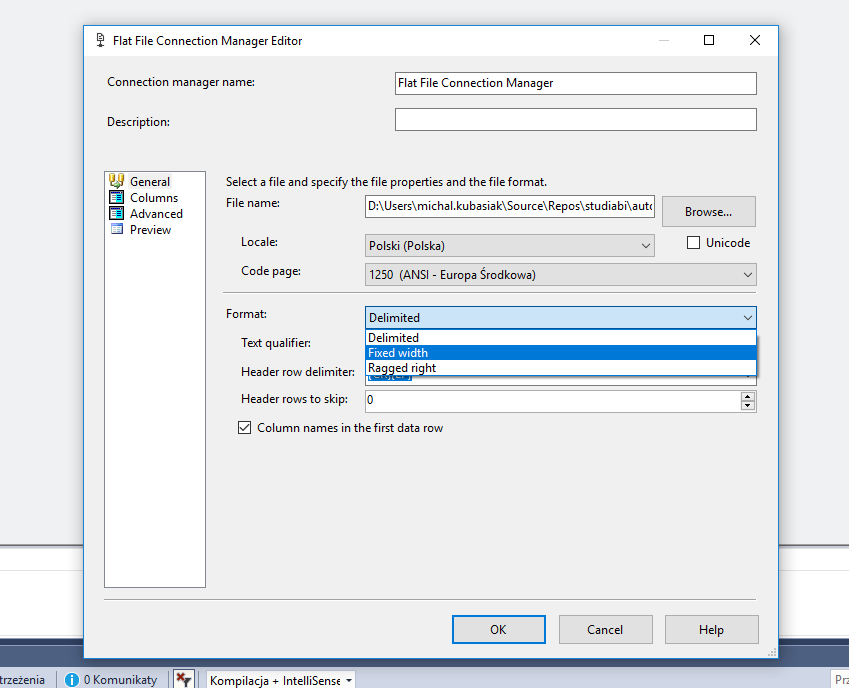 Flat File Connection Manager Editor
Connection manager name:
Flat File Connection Manager
Description:
General
Columns
Advanced
Preview
Select a file and specify the file properties and the file format.
File name:
D:\Users\michal.kubasiak\Source\Repos\studiabi\auto
Browse...
Locale:
Polski (Polska)
Unicode
Code page:
1250 (ANSI - Europa Środkowa)
Format:
Delimited
Delimited
Text qualifier:
Fixed width
Header row delimiter:
Ragged right
Header rows to skip:
0
Column names in the first data row
OK
Cancel
Help
trzeżenia
0 Komunikaty
Kompilacja + IntelliSense